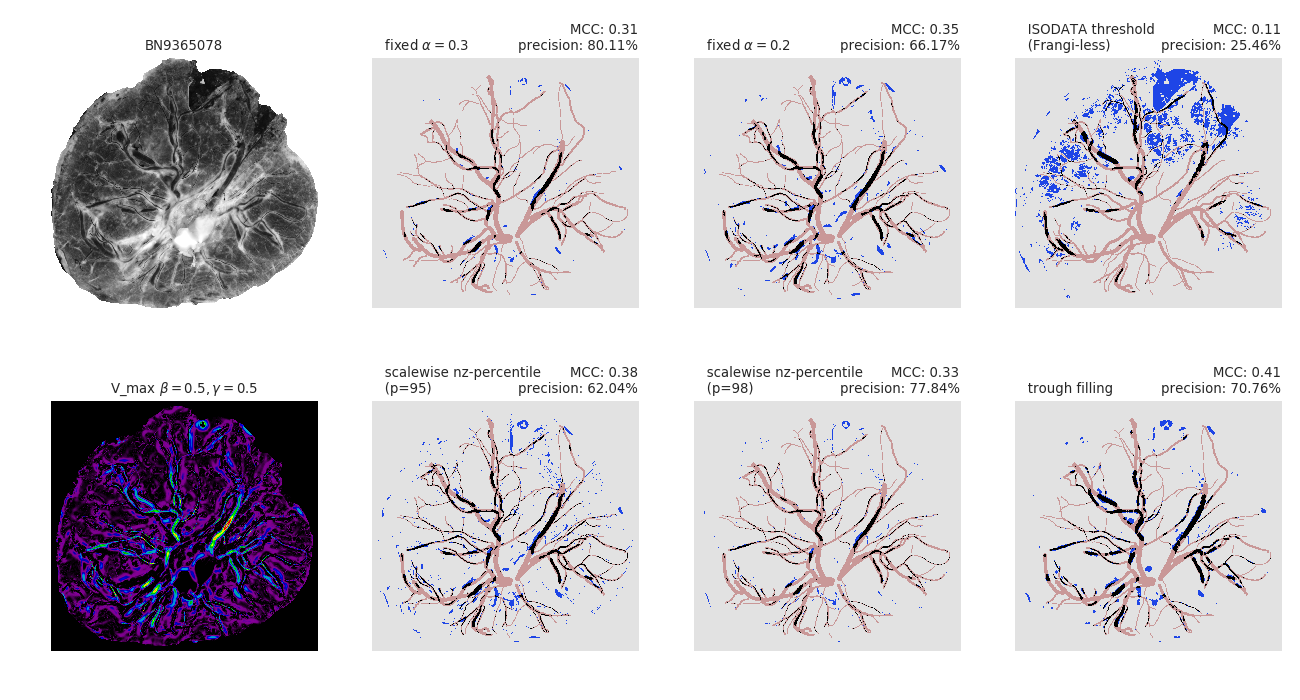 BN9365078
fixed α = 0.3
MCC: 0.31
precision: 80.11%
fixed α = 0.2
MCC: 0.35
precision: 66.17%
ISODATA threshold
(Frangi-less)
MCC: 0.11
precision: 25.46%
V_max β = 0.5, γ = 0.5
scalewise nz-percentile
(p=95)
MCC: 0.38
precision: 62.04%
scalewise nz-percentile
(p=98)
MCC: 0.33
precision: 77.84%
trough filling
MCC: 0.41
precision: 70.76%